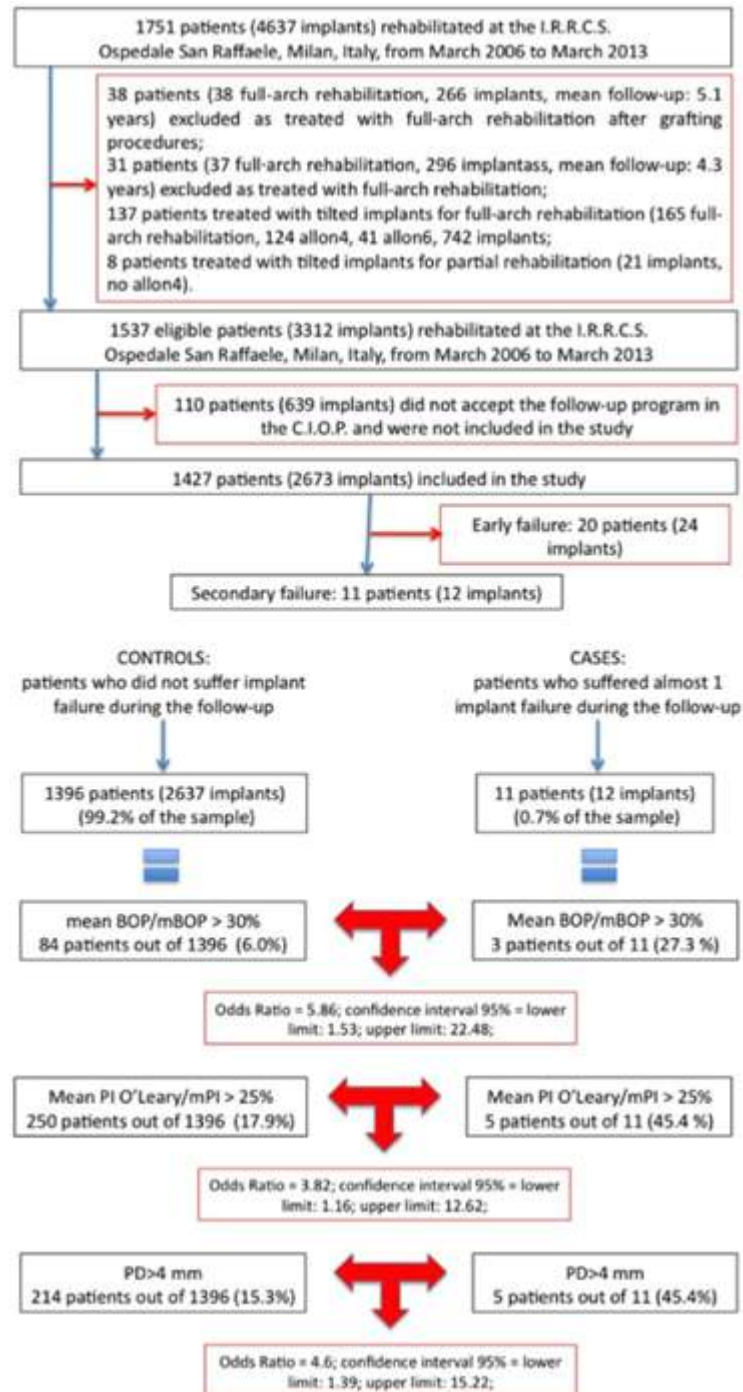 1751 patients (4637 implants) rehabilitated at the I.R.R.C.S.
Ospedale San Raffaele, Milan, Italy, from March 2006 to March 2013
38 patients (38 full-arch rehabilitation, 266 implants, mean follow-up: 5.1
years) excluded as treated with full-arch rehabilitation after grafting
procedures;
31 patients (37 full-arch rehabilitation, 296 implantass, mean follow-up: 4.3
years) excluded as treated with full-arch rehabilitation;
137 patients treated with tilted implants for full-arch rehabilitation (165 full-
arch rehabilitation, 124 allon4, 41 allon6, 742 implants;
8 patients treated with tilted implants for partial rehabilitation (21 implants,
no allon4).
1537 eligible patients (3312 implants) rehabilitated at the I.R.R.C.S.
Ospedale San Raffaele, Milan, Italy, from March 2006 to March 2013
110 patients (639 implants) did not accept the follow-up program in
the C.I.O.P. and were not included in the study
1427 patients (2673 implants) included in the study
Early failure: 20 patients (24
implants)
Secondary failure: 11 patients (12 implants)
CONTROLS:
patients who did not suffer implant
failure during the follow-up
CASES:
patients who suffered almost 1
implant failure during the follow-up
1396 patients (2637 implants)
(99.2% of the sample)
11 patients (12 implants)
(0.7% of the sample)
mean BOP/mBOP > 30%
84 patients out of 1396 (6.0%)
Mean BOP/mBOP > 30%
3 patients out of 11 (27.3 %)
Odds Ratio = 5.86; confidence interval 95% = lower
limit: 1.53; upper limit: 22.48;
Mean PI O'Leary/mPI > 25%
250 patients out of 1396 (17.9%)
Mean PI O'Leary/mPI > 25%
5 patients out of 11 (45.4 %)
Odds Ratio = 3.82; confidence interval 95% = lower
limit: 1.16; upper limit: 12.62;
PD>4 mm
214 patients out of 1396 (15.3%)
PD>4 mm
5 patients out of 11 (45.4%)
Odds Ratio = 4.6; confidence interval 95% = lower
limit: 1.39; upper limit: 15.22;